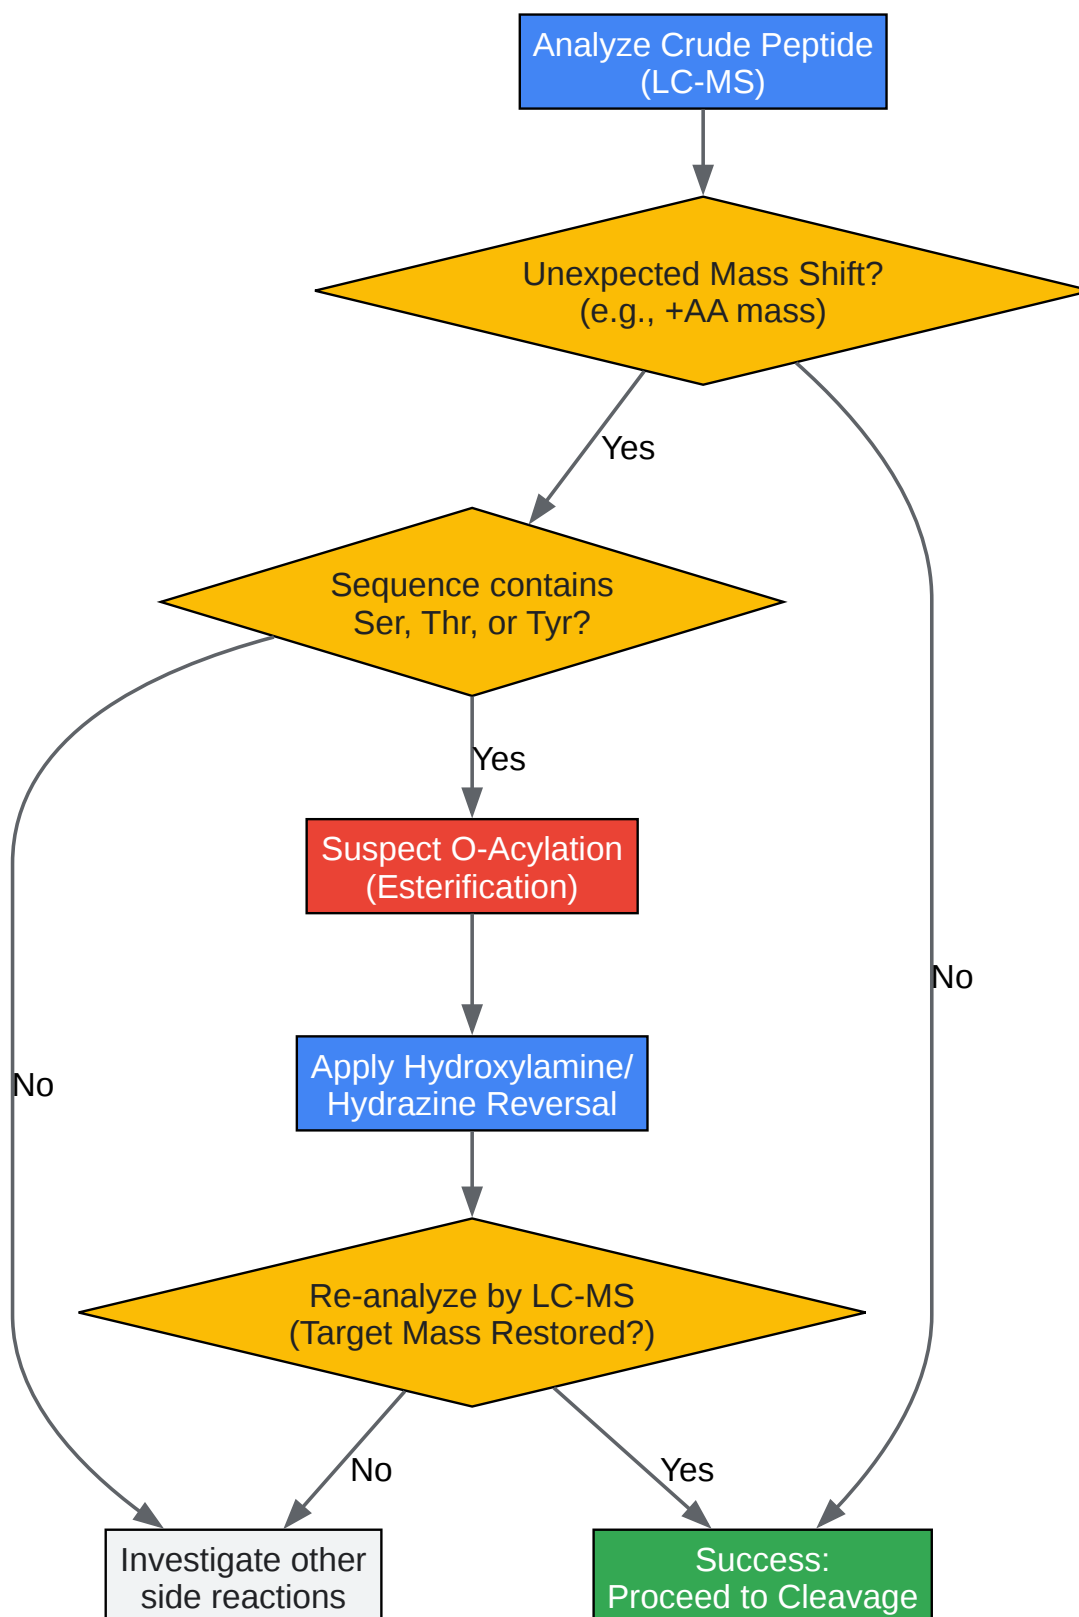 Analyze Crude Peptide
(LC-MS)
Unexpected Mass Shift?
(e.g., +AA mass)
Yes
Sequence contains
Ser, Thr, or Tyr?
Yes
Suspect O-Acylation
(Esterification)
No
Apply Hydroxylamine/
Hydrazine Reversal
No
Re-analyze by LC-MS
(Target Mass Restored?)
No
Yes
Investigate other
side reactions
Success:
Proceed to Cleavage